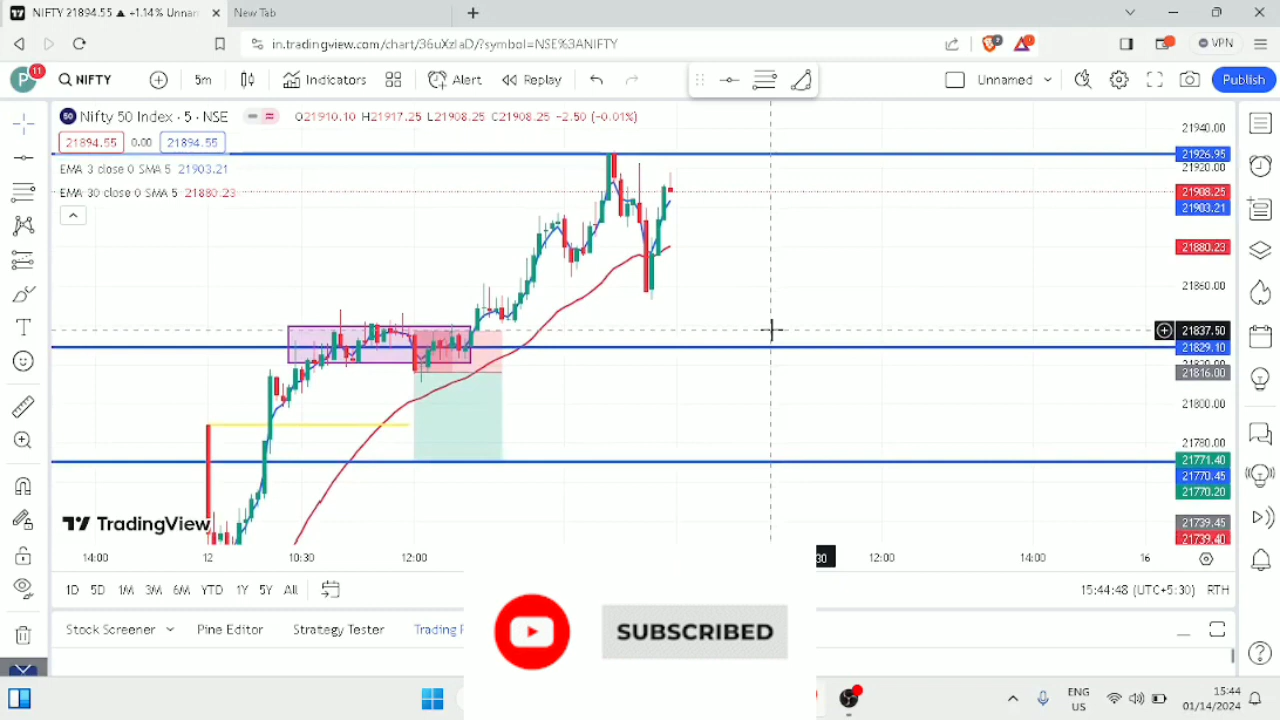 NIFTY 21894.55 ▲ +1.14% Unnar
New Tab
in.tradingview.com/chart/36uXzIaD/?symbol=NSE%3ANIFTY
VPN
P 11
NIFTY
5m
Indicators
Alert
Replay
Unnamed
Publish
50 Nifty 50 Index · 5 · NSE
O21910.10 H21917.25 L21908.25 C21908.25 -2.50 (-0.01%)
21894.55 0.00 21894.55
EMA 3 close 0 SMA 5 21903.21
EMA 30 close 0 SMA 5 21880.23
21940.00
21926.95
21920.00
21908.25
21903.21
21880.23
21860.00
21837.50
21829.10
21816.00
21800.00
21780.00
21771.40
21770.45
21770.20
21739.45
21739.40
TradingView
14:00 12 10:30 12:00 30 12:00 14:00 16
1D 5D 1M 3M 6M YTD 1Y 5Y All
15:44:48 (UTC+5:30) RTH
Stock Screener
Pine Editor
Strategy Tester
Trading
SUBSCRIBED
ENG
US
15:44
01/14/2024